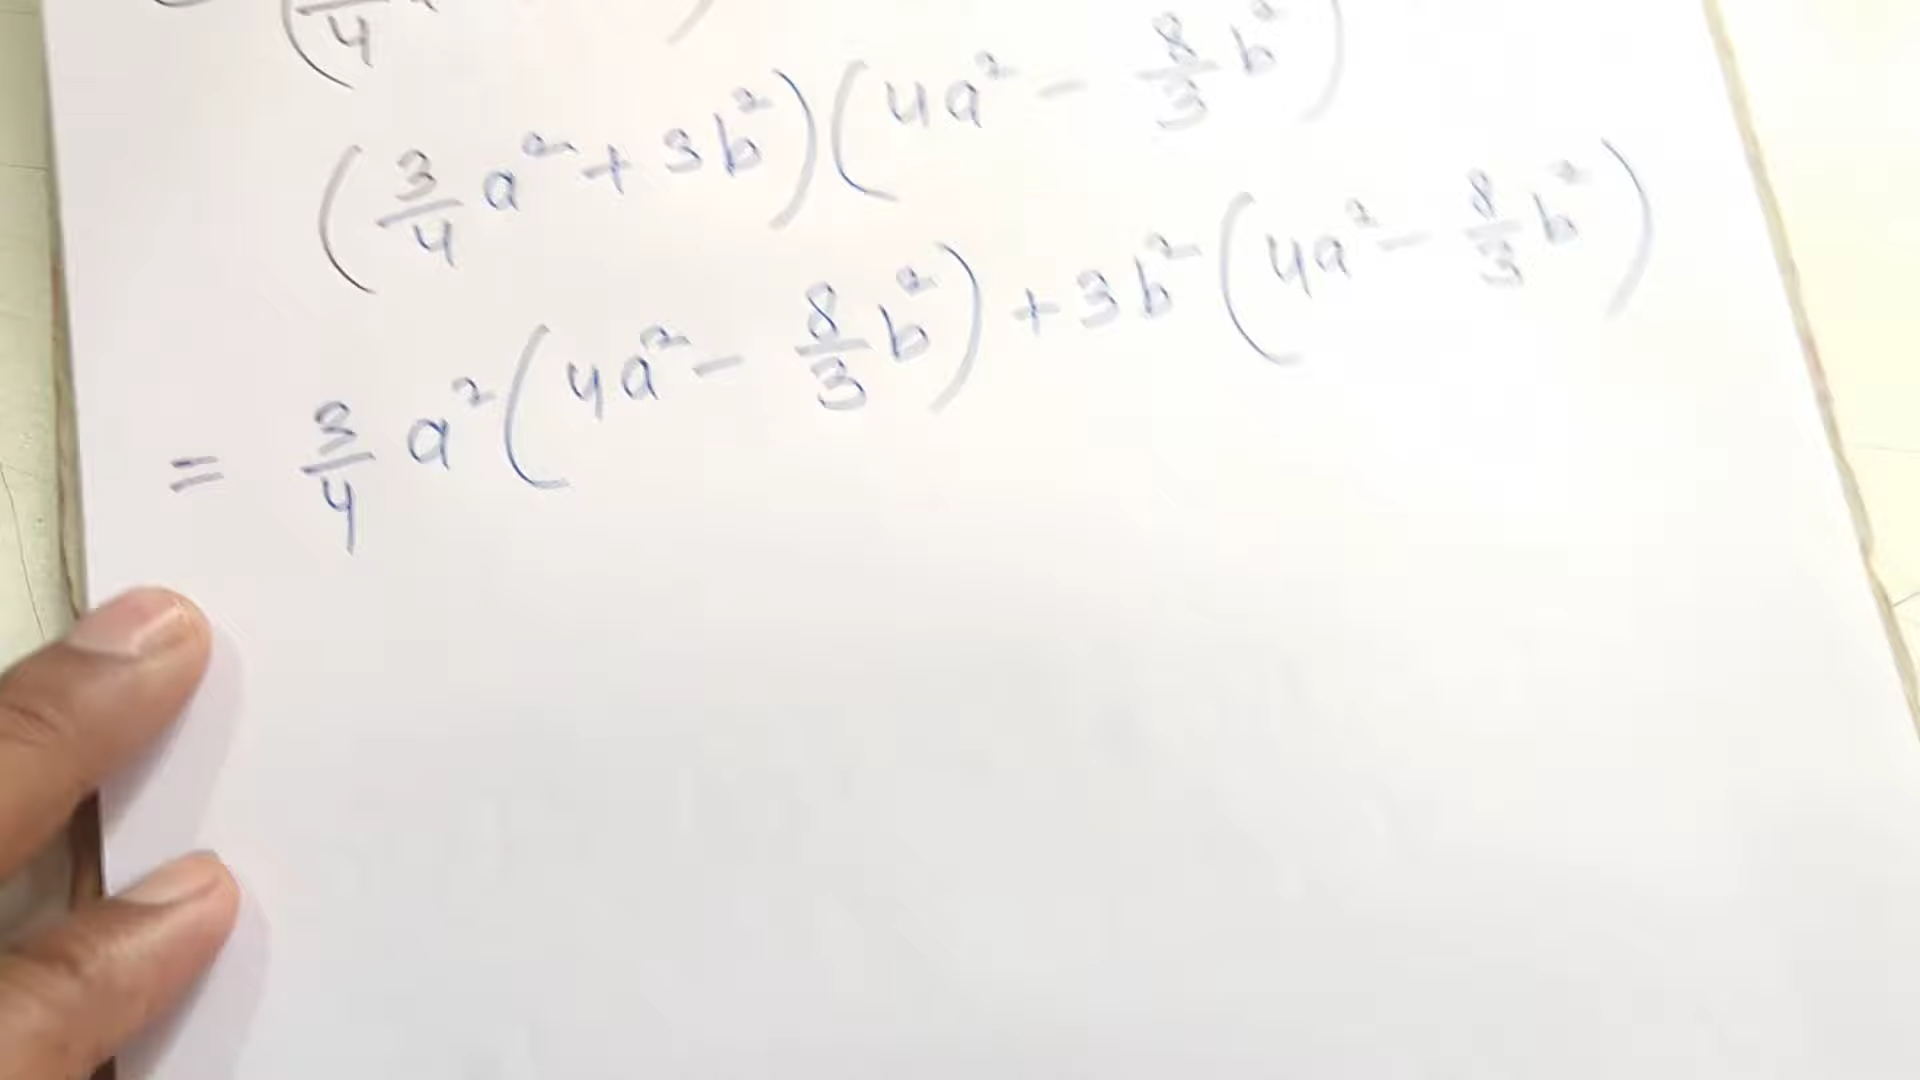 4
(3/4 a² + 3b²)(4a² - 8/3 b²)
= 3/4 a²(4a² - 8/3 b²) + 3b²(4a² - 8/3 b²)